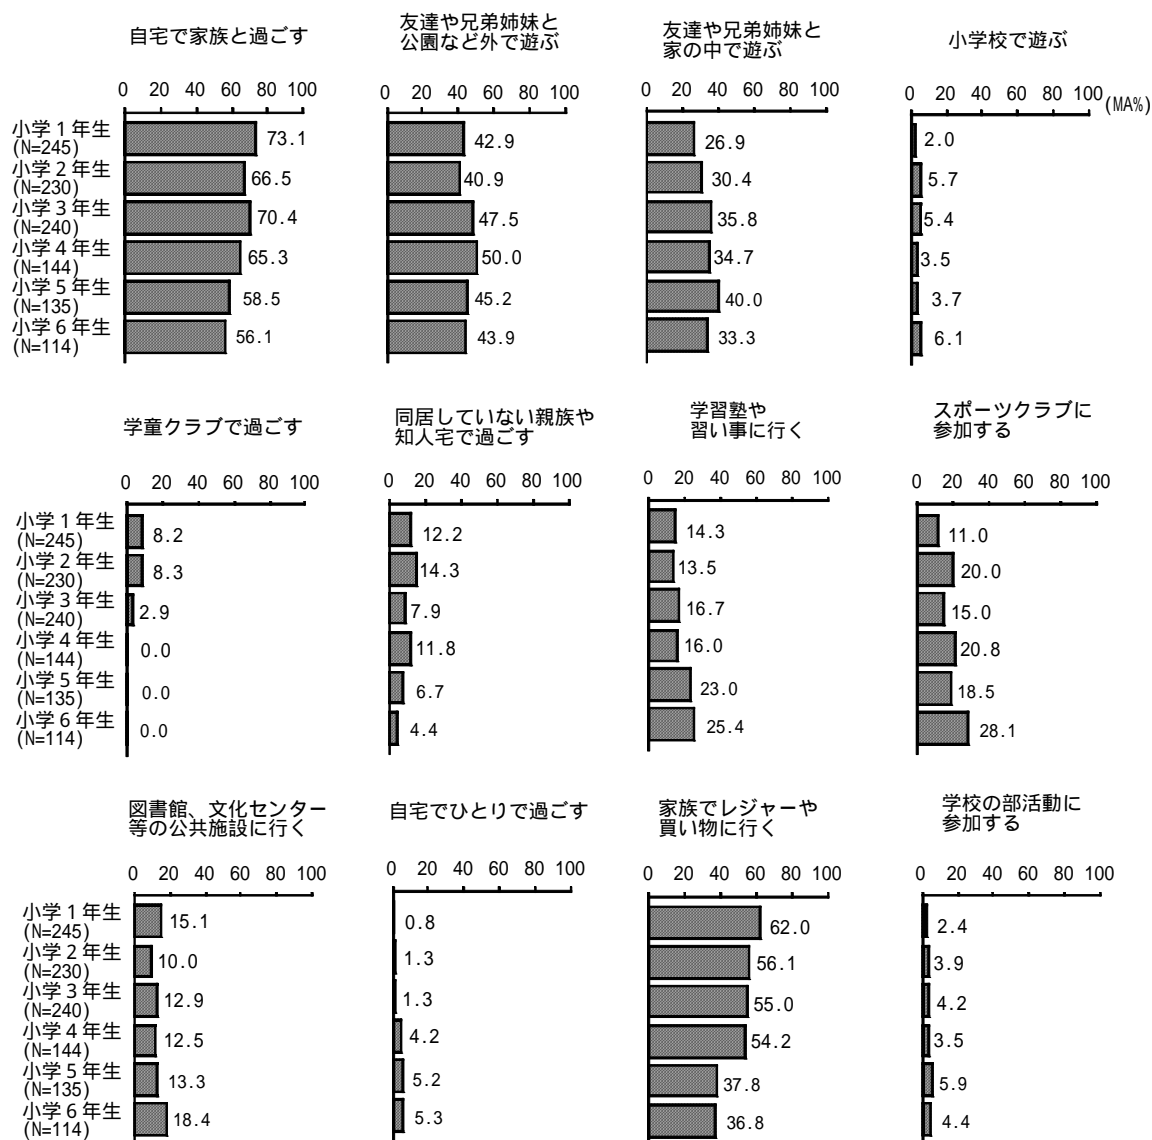 自宅で家族と過ごす
友達や兄弟姉妹と
公園など外で遊ぶ
友達や兄弟姉妹と
家の中で遊ぶ
小学校で遊ぶ
0 20 40 60 80 100
0 20 40 60 80 100
0 20 40 60 80 100
0 20 40 60 80 100
(MA%)
小学１年生
(N=245)
73.1 42.9 26.9 2.0
小学２年生
(N=230)
66.5 40.9 30.4 5.7
小学３年生
(N=240)
70.4 47.5 35.8 5.4
小学４年生
(N=144)
65.3 50.0 34.7 3.5
小学５年生
(N=135)
58.5 45.2 40.0 3.7
小学６年生
(N=114)
56.1 43.9 33.3 6.1
学童クラブで過ごす
同居していない親族や
知人宅で過ごす
学習塾や
習い事に行く
スポーツクラブに
参加する
0 20 40 60 80 100
0 20 40 60 80 100
0 20 40 60 80 100
0 20 40 60 80 100
小学１年生
(N=245)
8.2 12.2 14.3 11.0
小学２年生
(N=230)
8.3 14.3 13.5 20.0
小学３年生
(N=240)
2.9 7.9 16.7 15.0
小学４年生
(N=144)
0.0 11.8 16.0 20.8
小学５年生
(N=135)
0.0 6.7 23.0 18.5
小学６年生
(N=114)
0.0 4.4 25.4 28.1
図書館、文化センター
等の公共施設に行く
自宅でひとりで過ごす
家族でレジャーや
買い物に行く
学校の部活動に
参加する
0 20 40 60 80 100
0 20 40 60 80 100
0 20 40 60 80 100
0 20 40 60 80 100
小学１年生
(N=245)
15.1 0.8 62.0 2.4
小学２年生
(N=230)
10.0 1.3 56.1 3.9
小学３年生
(N=240)
12.9 1.3 55.0 4.2
小学４年生
(N=144)
12.5 4.2 54.2 3.5
小学５年生
(N=135)
13.3 5.2 37.8 5.9
小学６年生
(N=114)
18.4 5.3 36.8 4.4